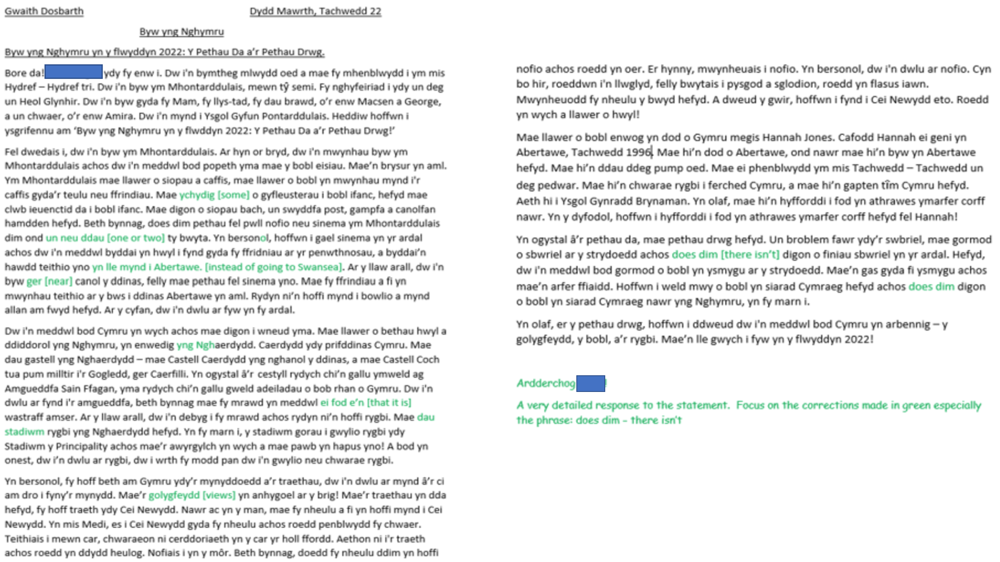 Gwaith Dosbarth Dydd Mawrth, Tachwedd 22
Byw yng Nghymru
Byw yng Nghymru yn y flwyddyn 2022: Y Pethau Da a'r Pethau Drwg.
Bore da! ydy fy enw i. Dw i'n bymtheg mlwydd oed a mae fy mhenblwydd i ym mis
Hydref – Hydref tri. Dw i'n byw ym Mhontarddulais, mewn tŷ semi. Fy nghyfeiriad i ydy un deg
un Heol Glynhir. Dw i'n byw gyda fy Mam, fy llys-tad, fy dau brawd, o'r enw Macsen a George,
a un chwaer, o'r enw Amira. Dw i'n mynd i Ysgol Gyfun Pontarddulais. Heddiw hoffwn i
ysgrifennu am 'Byw yng Nghymru yn y flwddyn 2022: Y Pethau Da a'r Pethau Drwg!'
Fel dwedais i, dw i'n byw ym Mhontarddulais. Ar hyn or bryd, dw i'n mwynhau byw ym
Mhontarddulais achos dw i'n meddwl bod popeth yma mae y bobl eisiau. Mae'n brysur yn aml.
Ym Mhontarddulais mae llawer o siopau a caffis, mae llawer o bobl yn mwynhau mynd i'r
caffis gyda'r teulu neu ffrindiau. Mae ychydig [some] o gyfleusterau i bobl ifanc, hefyd mae
clwb ieuenctid da i bobl ifanc. Mae digon o siopau bach, un swyddfa post, gampfa a canolfan
hamdden hefyd. Beth bynnag, does dim pethau fel pwll nofio neu sinema ym Mhontarddulais
dim ond un neu ddau [one or two] ty bwyta. Yn bersonol, hoffwn i gael sinema yn yr ardal
achos dw i'n meddwl byddai yn hwyl i fynd gyda fy ffridniau ar yr penwthnosau, a byddai'n
hawdd teithio yno yn lle mynd i Abertawe. [instead of going to Swansea]. Ar y llaw arall, dw i'n
byw ger [near] canol y ddinas, felly mae pethau fel sinema yno. Mae fy ffrindiau a fi yn
mwynhau teithio ar y bws i ddinas Abertawe yn aml. Rydyn ni'n hoffi mynd i bowlio a mynd
allan am fwyd hefyd. Ar y cyfan, dw i'n dwlu ar fyw yn fy ardal.
Dw i'n meddwl bod Cymru yn wych achos mae digon i wneud yma. Mae llawer o bethau hwyl a
ddiddorol yng Nghymru, yn enwedig yng Nghaerdydd. Caerdydd ydy prifddinas Cymru. Mae
dau gastell yng Nghaerdydd – mae Castell Caerdydd yng nghanol y ddinas, a mae Castell Coch
tua pum milltir i'r Gogledd, ger Caerfilli. Yn ogystal â'r cestyll rydych chi'n gallu ymweld ag
Amgueddfa Sain Ffagan, yma rydych chi'n gallu gweld adeiladau o bob rhan o Gymru. Dw i'n
dwlu ar fynd i'r amgueddfa, beth bynnag mae fy mrawd yn meddwl ei fod e'n [that it is]
wastraff amser. Ar y llaw arall, dw i'n debyg i fy mrawd achos rydyn ni'n hoffi rygbi. Mae dau
stadiwm rygbi yng Nghaerdydd hefyd. Yn fy marn i, y stadiwm gorau i gwylio rygbi ydy
Stadiwm y Principality achos mae'r awyrgylch yn wych a mae pawb yn hapus yno! A bod yn
onest, dw i'n dwlu ar rygbi, dw i wrth fy modd pan dw i'n gwylio neu chwarae rygbi.
Yn bersonol, fy hoff beth am Gymru ydy'r mynyddoedd a'r traethau, dw i'n dwlu ar mynd â'r ci
am dro i fyny'r mynydd. Mae'r golygfeydd [views] yn anhygoel ar y brig! Mae'r traethau yn dda
hefyd, fy hoff traeth ydy Cei Newydd. Nawr ac yn y man, mae fy nheulu a fi yn hoffi mynd i Cei
Newydd. Yn mis Medi, es i Cei Newydd gyda fy nheulu achos roedd penblwydd fy chwaer.
Teithiais i mewn car, chwaraeon ni cerddoriaeth yn y car yr holl ffordd. Aethon ni i'r traeth
achos roedd yn ddydd heulog. Nofiais i yn y môr. Beth bynnag, doedd fy nheulu ddim yn hoffi
nofio achos roedd yn oer. Er hynny, mwynheuais i nofio. Yn bersonol, dw i'n dwlu ar nofio. Cyn
bo hir, roeddwn i'n llwglyd, felly bwytais i pysgod a sglodion, roedd yn flasus iawn.
Mwynheuodd fy nheulu y bwyd hefyd. A dweud y gwir, hoffwn i fynd i Cei Newydd eto. Roedd
yn wych a llawer o hwyl!
Mae llawer o bobl enwog yn dod o Gymru megis Hannah Jones. Cafodd Hannah ei geni yn
Abertawe, Tachwedd 1996. Mae hi'n dod o Abertawe, ond nawr mae hi'n byw yn Abertawe
hefyd. Mae hi'n ddau ddeg pump oed. Mae ei phenblwydd ym mis Tachwedd – Tachwedd un
deg pedwar. Mae hi'n chwarae rygbi i ferched Cymru, a mae hi'n gapten tîm Cymru hefyd.
Aeth hi i Ysgol Gynradd Brynaman. Yn olaf, mae hi'n hyfforddi i fod yn athrawes ymarfer corff
nawr. Yn y dyfodol, hoffwn i hyfforddi i fod yn athrawes ymarfer corff hefyd fel Hannah!
Yn ogystal â'r pethau da, mae pethau drwg hefyd. Un broblem fawr ydy'r swbriel, mae gormod
o sbwriel ar y strydoedd achos does dim [there isn't] digon o finiau sbwriel yn yr ardal. Hefyd,
dw i'n meddwl bod gormod o bobl yn ysmygu ar y strydoedd. Mae'n gas gyda fi ysmygu achos
mae'n arfer ffiaidd. Hoffwn i weld mwy o bobl yn siarad Cymraeg hefyd achos does dim digon
o bobl yn siarad Cymraeg nawr yng Nghymru, yn fy marn i.
Yn olaf, er y pethau drwg, hoffwn i ddweud dw i'n meddwl bod Cymru yn arbennig – y
golygfeydd, y bobl, a'r rygbi. Mae'n lle gwych i fyw yn y flwyddyn 2022!
Ardderchog !
A very detailed response to the statement. Focus on the corrections made in green especially
the phrase: does dim - there isn't